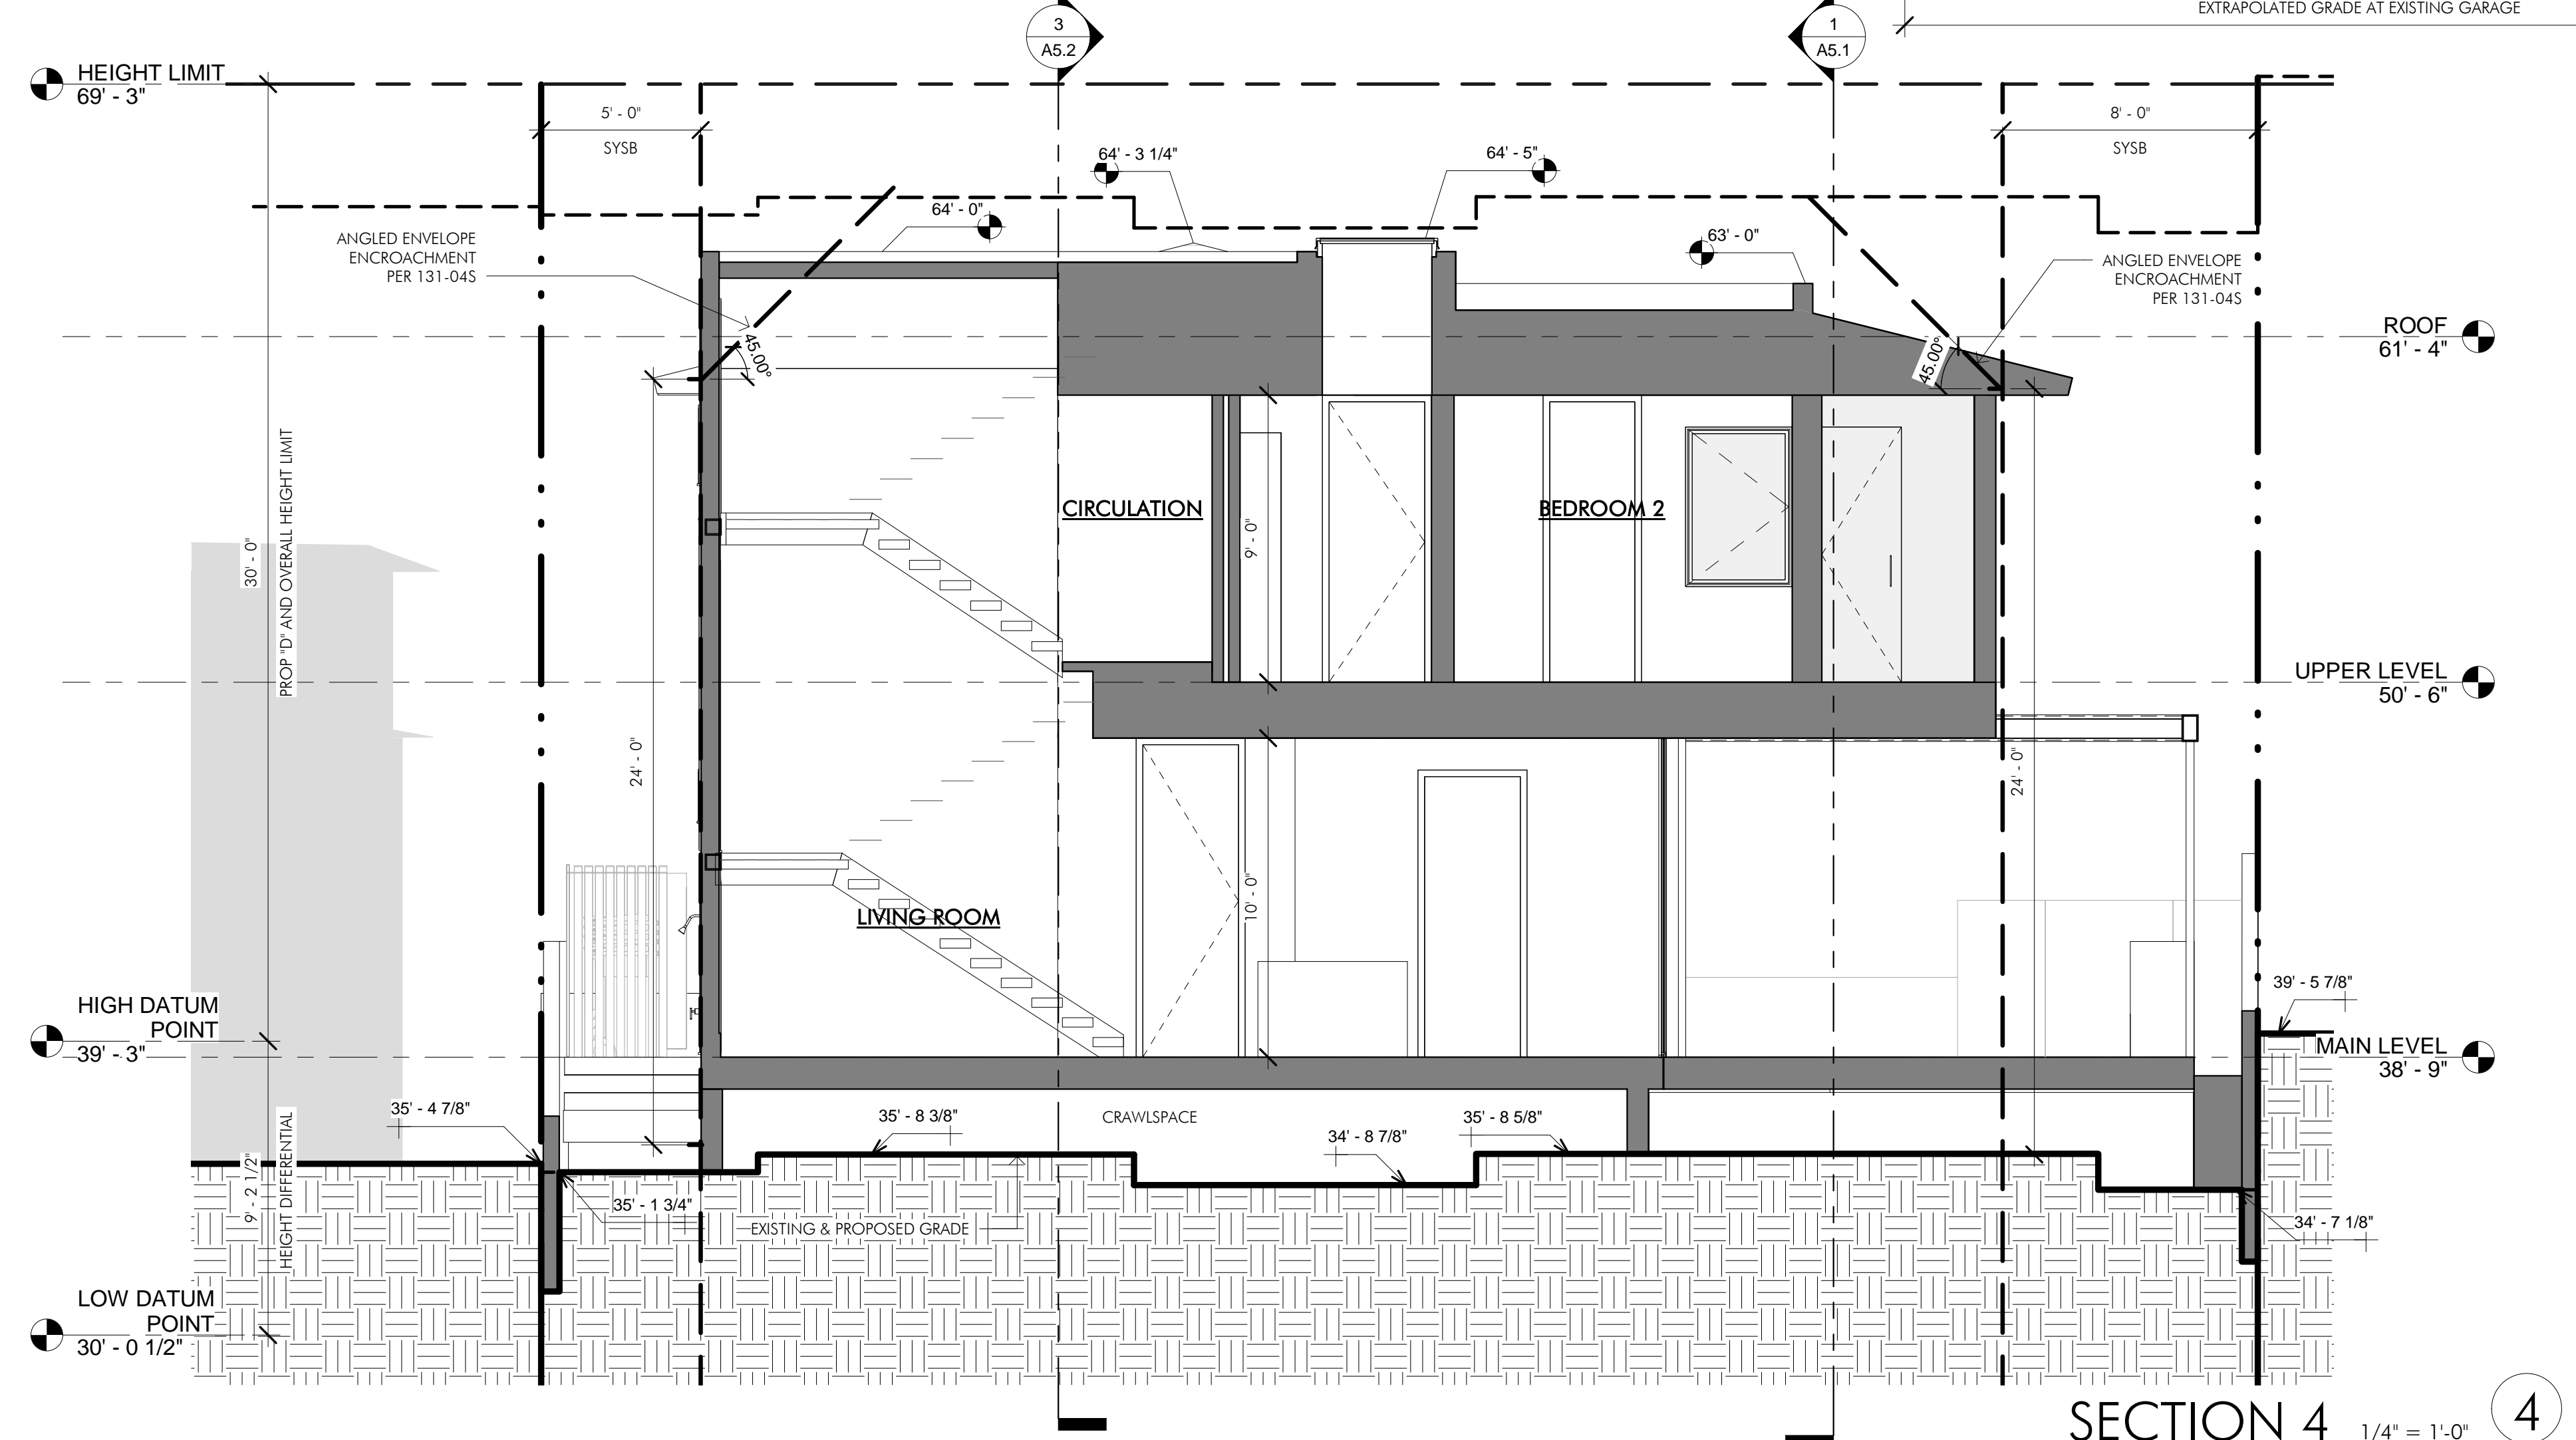 EXTRAPOLATED GRADE AT EXISTING GARAGE
3
A5.2
1
A5.1
HEIGHT LIMIT
69' - 3"
5' - 0"
SYSB
8' - 0"
SYSB
64' - 3 1/4"
64' - 5"
64' - 0"
63' - 0"
ANGLED ENVELOPE
ENCROACHMENT
PER 131-04S
ANGLED ENVELOPE
ENCROACHMENT
PER 131-04S
ROOF
61' - 4"
45.00°
45.00°
30' - 0"
PROP "D" AND OVERALL HEIGHT LIMIT
CIRCULATION
9' - 0"
BEDROOM 2
UPPER LEVEL
50' - 6"
24' - 0"
24' - 0"
LIVING ROOM
10' - 0"
39' - 5 7/8"
HIGH DATUM
POINT
39' - 3"
MAIN LEVEL
38' - 9"
35' - 4 7/8"
35' - 8 3/8"
CRAWLSPACE
35' - 8 5/8"
34' - 8 7/8"
9' - 2 1/2"
HEIGHT DIFFERENTIAL
35' - 1 3/4"
EXISTING & PROPOSED GRADE
34' - 7 1/8"
LOW DATUM
POINT
30' - 0 1/2"
SECTION 4
1/4" = 1'-0"
4